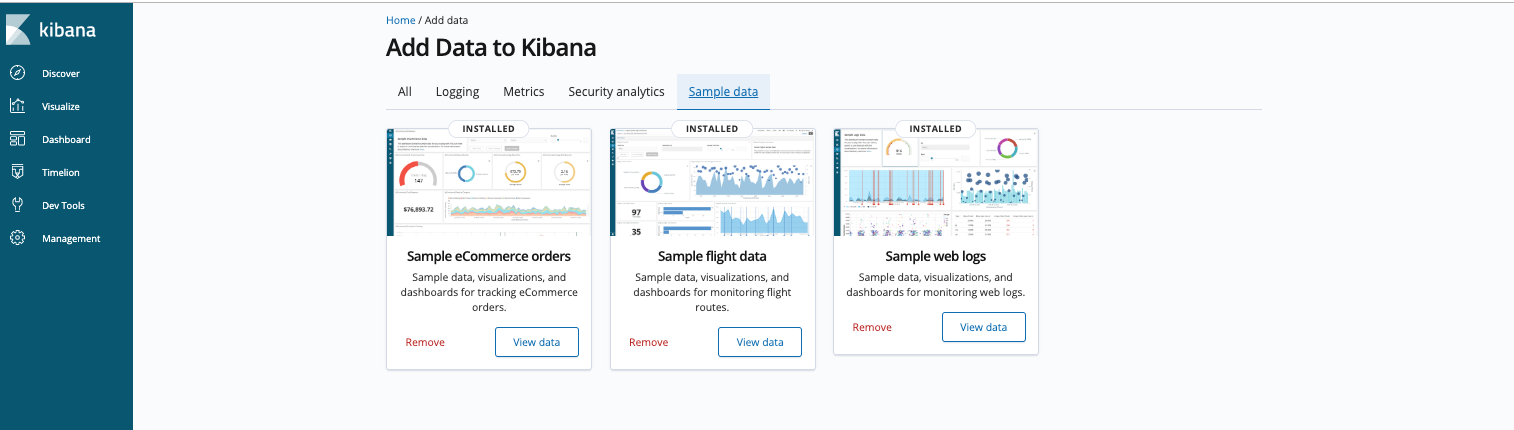 kibana
Discover
Visualize
Dashboard
Timelion
Dev Tools
Management
Home / Add data
Add Data to Kibana
All Logging Metrics Security analytics Sample data
INSTALLED
$76,893.72
Sample eCommerce orders
Sample data, visualizations, and
dashboards for tracking eCommerce
orders.
Remove View data
INSTALLED
97
35
Sample flight data
Sample data, visualizations, and
dashboards for monitoring flight
routes.
Remove View data
INSTALLED
Sample web logs
Sample data, visualizations, and
dashboards for monitoring web logs.
Remove View data